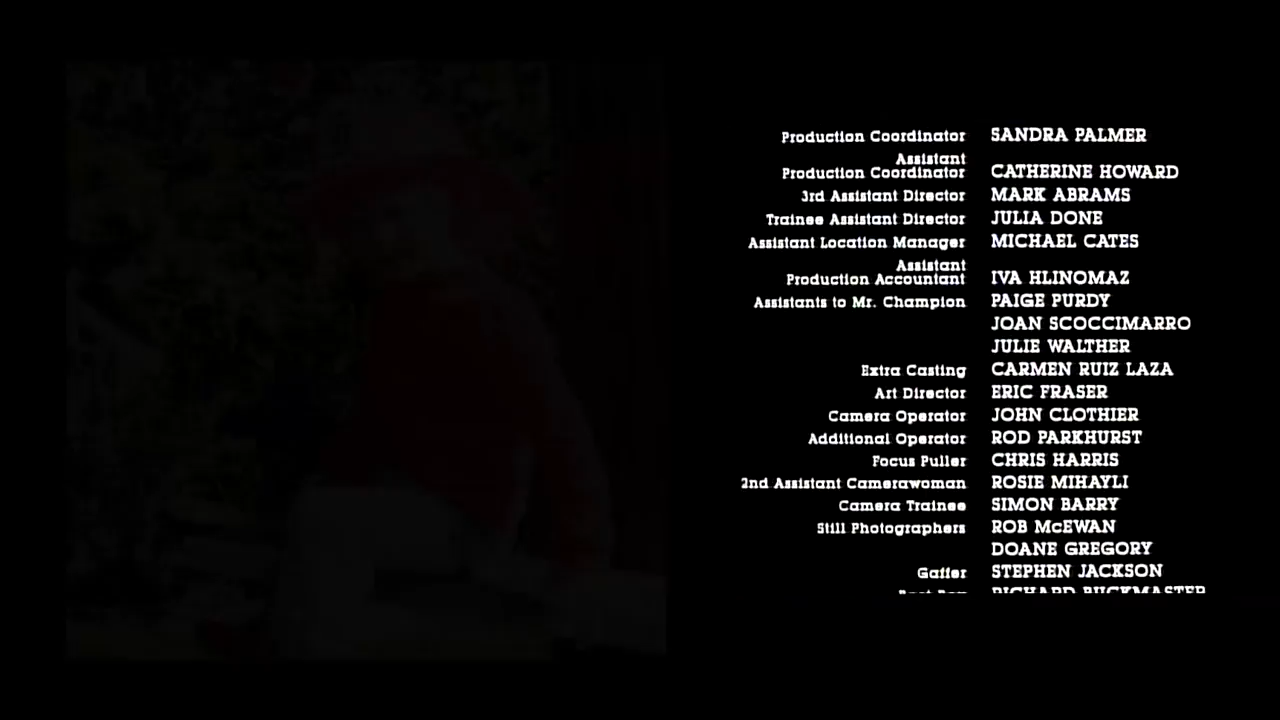 Production Coordinator SANDRA PALMER
Assistant
Production Coordinator CATHERINE HOWARD
3rd Assistant Director MARK ABRAMS
Trainee Assistant Director JULIA DONE
Assistant Location Manager MICHAEL CATES
Assistant
Production Accountant IVA HLINOMAZ
Assistants to Mr. Champion PAIGE PURDY
JOAN SCOCCIMARRO
JULIE WALTHER
Extra Casting CARMEN RUIZ LAZA
Art Director ERIC FRASER
Camera Operator JOHN CLOTHIER
Additional Operator ROD PARKHURST
Focus Puller CHRIS HARRIS
2nd Assistant Camerawoman ROSIE MIHAYLI
Camera Trainee SIMON BARRY
Still Photographers ROB McEWAN
DOANE GREGORY
Gaffer STEPHEN JACKSON
RICHARD BUCKMASTER